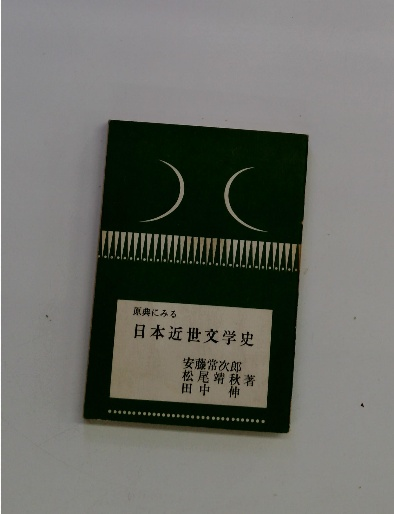 原典にみる
日本近世文学史
安藤常次郎
松尾靖秋著
田中伸